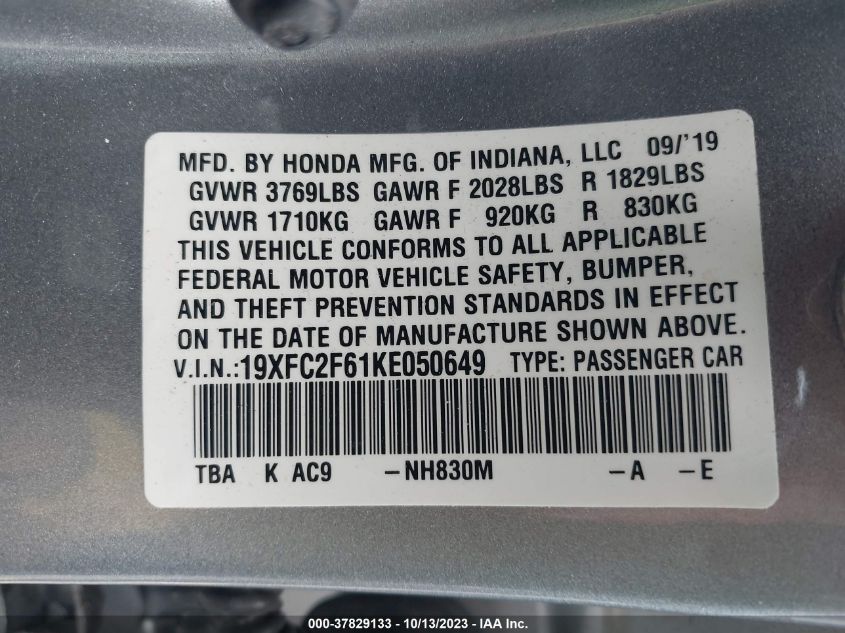 MFD. BY HONDA MFG. OF INDIANA, LLC 09/'19
GVWR 3769LBS GAWR F 2028LBS R 1829LBS
GVWR 1710KG GAWR F 920KG R 830KG
THIS VEHICLE CONFORMS TO ALL APPLICABLE
FEDERAL MOTOR VEHICLE SAFETY, BUMPER,
AND THEFT PREVENTION STANDARDS IN EFFECT
ON THE DATE OF MANUFACTURE SHOWN ABOVE.
V.I.N.:19XFC2F61KE050649 TYPE: PASSENGER CAR
TBA K AC9 -NH830M -A -E
000-37829133 - 10/13/2023 - © IAA Inc.